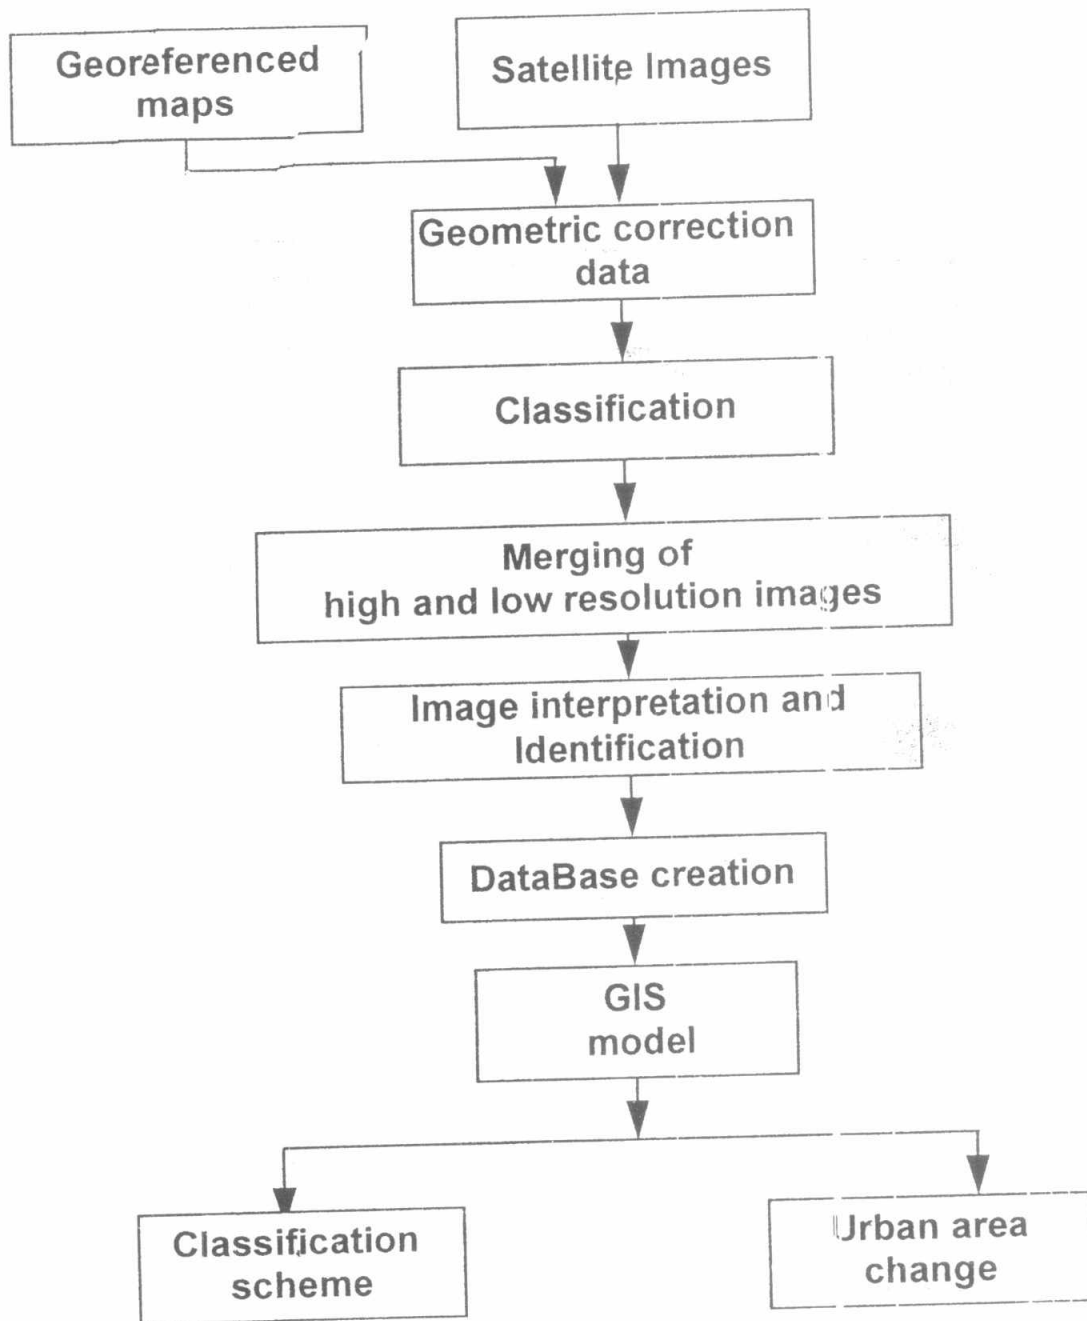 Georeferenced
maps
Satellite Images
Geometric correction
data
Classification
Merging of
high and low resolution images
Image interpretation and
Identification
DataBase creation
GIS
model
Classification
scheme
Urban area
change